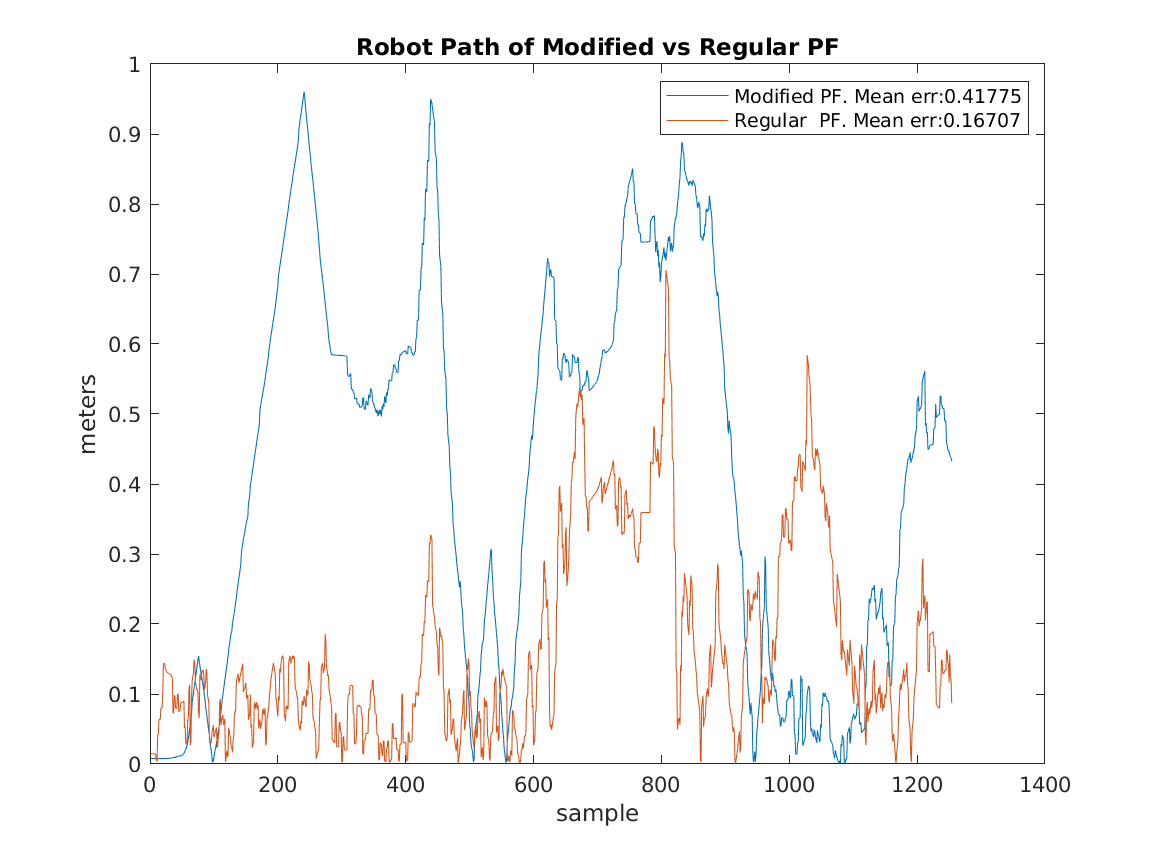 Robot Path of Modified vs Regular PF
Modified PF. Mean err:0.41775
Regular  PF. Mean err:0.16707
1
0.9
0.8
0.7
0.6
0.5
0.4
0.3
0.2
0.1
0
meters
0 200 400 600 800 1000 1200 1400
sample